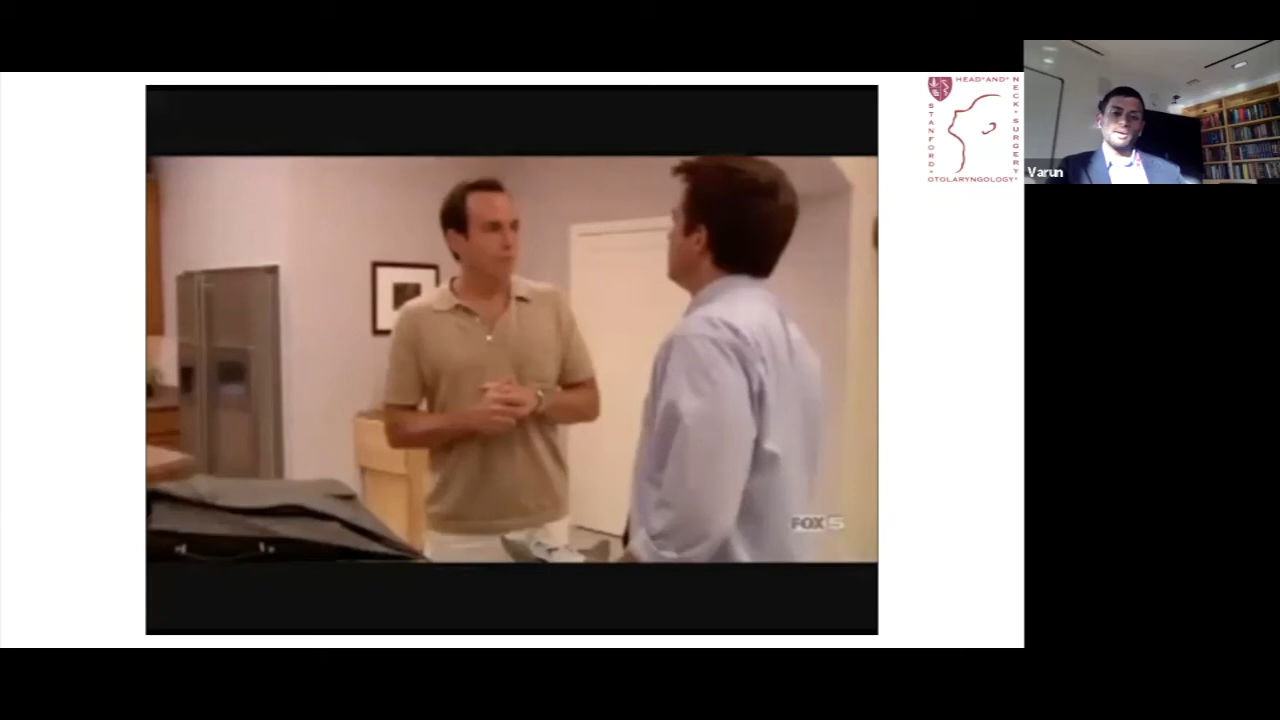 HEAD*AND*
NECK*SURGERY
STANFORD*
OTOLARYNGOLOGY*
Varun
FOX 5